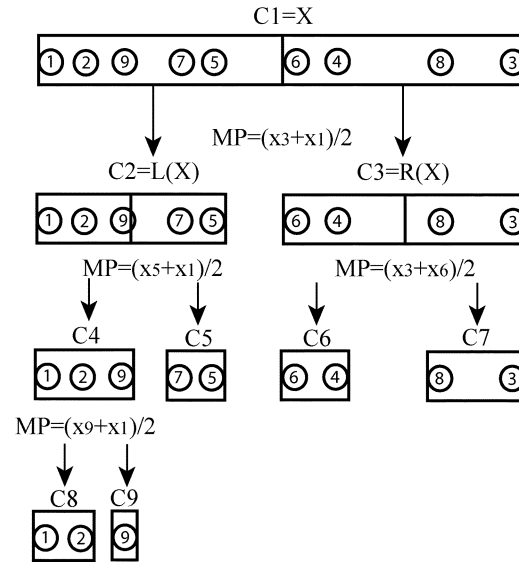 C1=X
1 2 9 7 5 6 4 8 3
MP=(x3+x1)/2
C2=L(X) C3=R(X)
1 2 9 7 5 6 4 8 3
MP=(x5+x1)/2 MP=(x3+x6)/2
C4 C5 C6 C7
1 2 9 7 5 6 4 8 3
MP=(x9+x1)/2
C8 C9
1 2 9